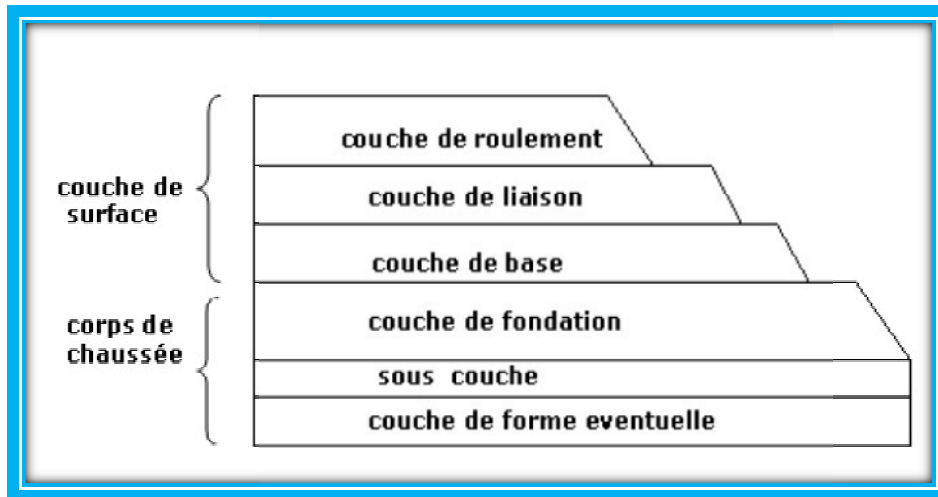 couche de roulement
couche de
surface
couche de liaison
couche de base
corps de
chaussée
couche de fondation
sous couche
couche de forme eventuelle